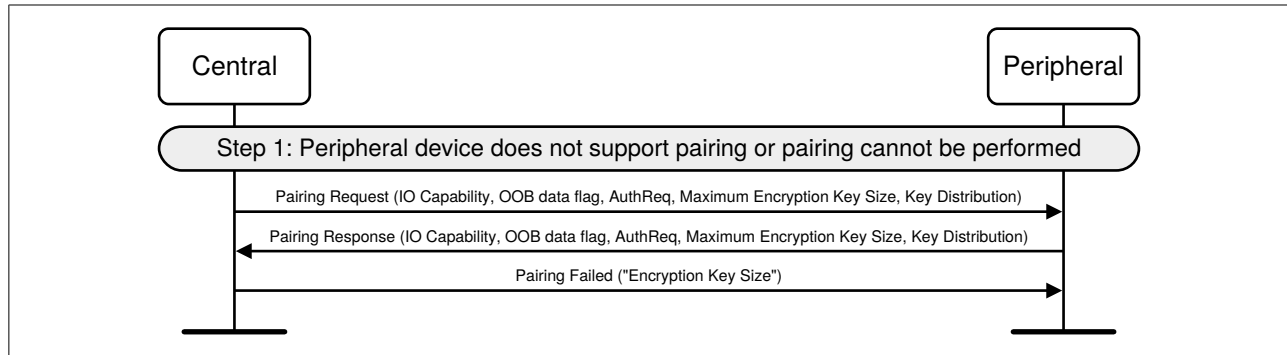 Central
Peripheral
Step 1: Peripheral device does not support pairing or pairing cannot be performed
Pairing Request (IO Capability, OOB data flag, AuthReq, Maximum Encryption Key Size, Key Distribution)
Pairing Response (IO Capability, OOB data flag, AuthReq, Maximum Encryption Key Size, Key Distribution)
Pairing Failed ("Encryption Key Size")